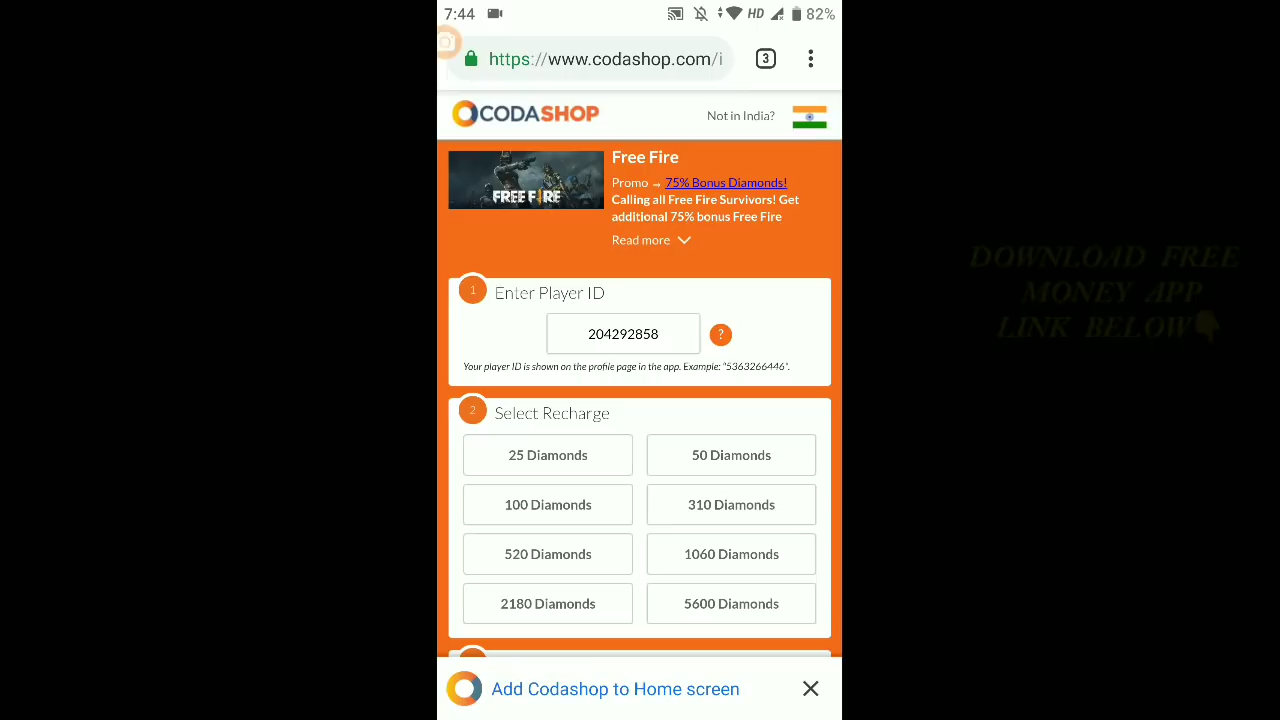 7:44 HD 82%
https://www.codashop.com/i 3
CODASHOP Not in India?
FREE FIRE
Free Fire
Promo → 75% Bonus Diamonds!
Calling all Free Fire Survivors! Get
additional 75% bonus Free Fire
Read more
1 Enter Player ID
204292858 ?
Your player ID is shown on the profile page in the app. Example: "5363266446".
2 Select Recharge
25 Diamonds 50 Diamonds
100 Diamonds 310 Diamonds
520 Diamonds 1060 Diamonds
2180 Diamonds 5600 Diamonds
Add Codashop to Home screen
DOWNLOAD FREE
MONEY APP
LINK BELOW👇